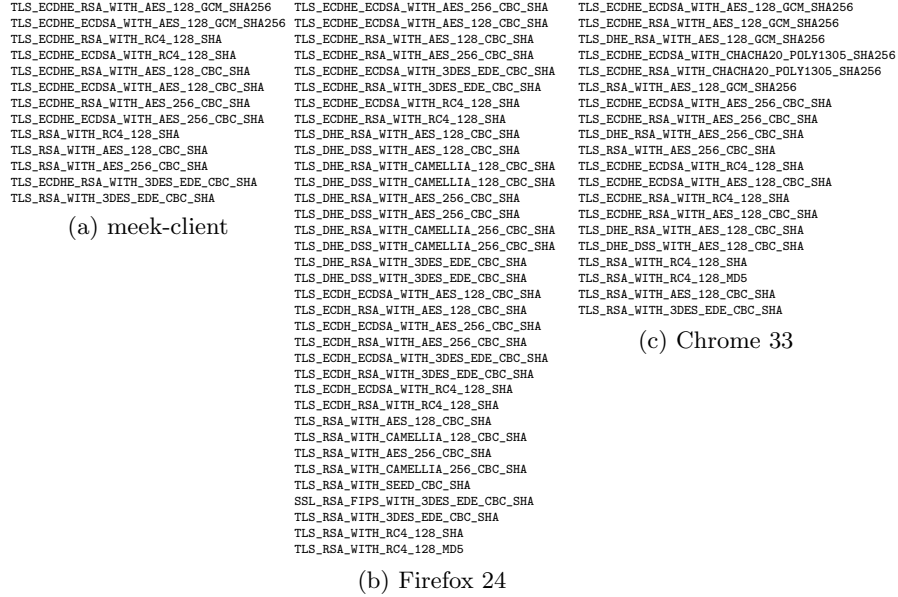 TLS_ECDHE_RSA_WITH_AES_128_GCM_SHA256
TLS_ECDHE_ECDSA_WITH_AES_128_GCM_SHA256
TLS_ECDHE_RSA_WITH_RC4_128_SHA
TLS_ECDHE_ECDSA_WITH_RC4_128_SHA
TLS_ECDHE_RSA_WITH_AES_128_CBC_SHA
TLS_ECDHE_ECDSA_WITH_AES_128_CBC_SHA
TLS_ECDHE_RSA_WITH_AES_256_CBC_SHA
TLS_ECDHE_ECDSA_WITH_AES_256_CBC_SHA
TLS_RSA_WITH_RC4_128_SHA
TLS_RSA_WITH_AES_128_CBC_SHA
TLS_RSA_WITH_AES_256_CBC_SHA
TLS_ECDHE_RSA_WITH_3DES_EDE_CBC_SHA
TLS_RSA_WITH_3DES_EDE_CBC_SHA
(a) meek-client
TLS_ECDHE_ECDSA_WITH_AES_256_CBC_SHA
TLS_ECDHE_RSA_WITH_AES_256_CBC_SHA
TLS_ECDHE_RSA_WITH_AES_128_CBC_SHA
TLS_ECDHE_ECDSA_WITH_AES_128_CBC_SHA
TLS_ECDHE_ECDSA_WITH_3DES_EDE_CBC_SHA
TLS_ECDHE_RSA_WITH_3DES_EDE_CBC_SHA
TLS_ECDHE_ECDSA_WITH_RC4_128_SHA
TLS_ECDHE_RSA_WITH_RC4_128_SHA
TLS_DHE_RSA_WITH_AES_128_CBC_SHA
TLS_DHE_DSS_WITH_AES_128_CBC_SHA
TLS_DHE_RSA_WITH_CAMELLIA_128_CBC_SHA
TLS_DHE_DSS_WITH_CAMELLIA_128_CBC_SHA
TLS_DHE_RSA_WITH_AES_256_CBC_SHA
TLS_DHE_DSS_WITH_AES_256_CBC_SHA
TLS_DHE_RSA_WITH_CAMELLIA_256_CBC_SHA
TLS_DHE_DSS_WITH_CAMELLIA_256_CBC_SHA
TLS_DHE_RSA_WITH_3DES_EDE_CBC_SHA
TLS_DHE_DSS_WITH_3DES_EDE_CBC_SHA
TLS_ECDH_ECDSA_WITH_AES_128_CBC_SHA
TLS_ECDH_RSA_WITH_AES_128_CBC_SHA
TLS_ECDH_ECDSA_WITH_AES_256_CBC_SHA
TLS_ECDH_RSA_WITH_AES_256_CBC_SHA
TLS_ECDH_ECDSA_WITH_3DES_EDE_CBC_SHA
TLS_ECDH_RSA_WITH_3DES_EDE_CBC_SHA
TLS_ECDH_ECDSA_WITH_RC4_128_SHA
TLS_ECDH_RSA_WITH_RC4_128_SHA
TLS_RSA_WITH_AES_128_CBC_SHA
TLS_RSA_WITH_CAMELLIA_128_CBC_SHA
TLS_RSA_WITH_AES_256_CBC_SHA
TLS_RSA_WITH_CAMELLIA_256_CBC_SHA
TLS_RSA_WITH_SEED_CBC_SHA
SSL_RSA_FIPS_WITH_3DES_EDE_CBC_SHA
TLS_RSA_WITH_3DES_EDE_CBC_SHA
TLS_RSA_WITH_RC4_128_SHA
TLS_RSA_WITH_RC4_128_MD5
(b) Firefox 24
TLS_ECDHE_ECDSA_WITH_AES_128_GCM_SHA256
TLS_ECDHE_RSA_WITH_AES_128_GCM_SHA256
TLS_DHE_RSA_WITH_AES_128_GCM_SHA256
TLS_ECDHE_ECDSA_WITH_CHACHA20_POLY1305_SHA256
TLS_ECDHE_RSA_WITH_CHACHA20_POLY1305_SHA256
TLS_RSA_WITH_AES_128_GCM_SHA256
TLS_ECDHE_ECDSA_WITH_AES_256_CBC_SHA
TLS_ECDHE_RSA_WITH_AES_256_CBC_SHA
TLS_DHE_RSA_WITH_AES_256_CBC_SHA
TLS_RSA_WITH_AES_256_CBC_SHA
TLS_ECDHE_ECDSA_WITH_RC4_128_SHA
TLS_ECDHE_ECDSA_WITH_AES_128_CBC_SHA
TLS_ECDHE_RSA_WITH_RC4_128_SHA
TLS_ECDHE_RSA_WITH_AES_128_CBC_SHA
TLS_DHE_RSA_WITH_AES_128_CBC_SHA
TLS_DHE_DSS_WITH_AES_128_CBC_SHA
TLS_RSA_WITH_RC4_128_SHA
TLS_RSA_WITH_RC4_128_MD5
TLS_RSA_WITH_AES_128_CBC_SHA
TLS_RSA_WITH_3DES_EDE_CBC_SHA
(c) Chrome 33